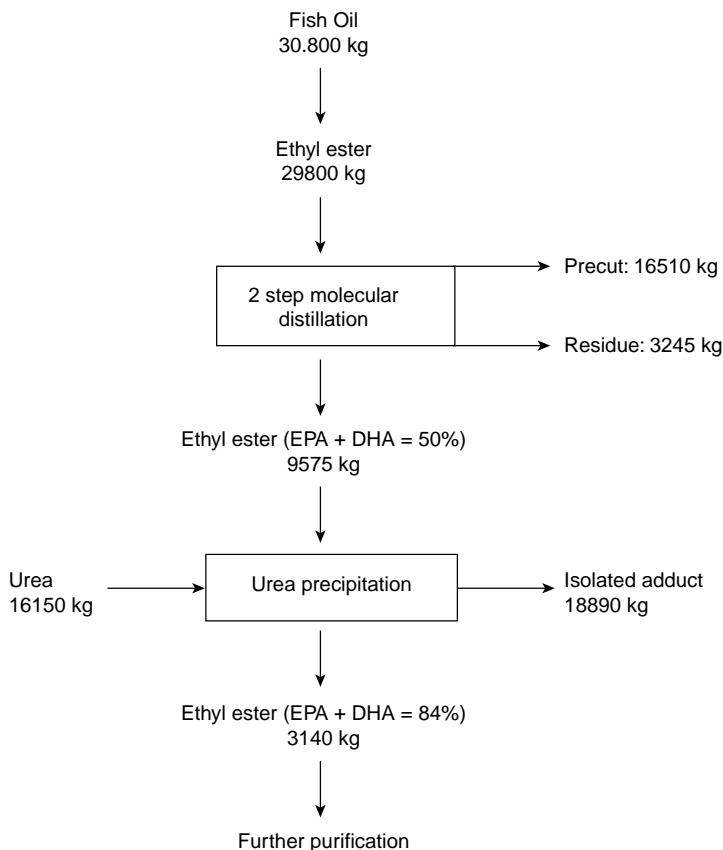 Fish Oil
30.800 kg
Ethyl ester
29800 kg
2 step molecular
distillation
Precut: 16510 kg
Residue: 3245 kg
Ethyl ester (EPA + DHA = 50%)
9575 kg
Urea
16150 kg
Urea precipitation
Isolated adduct
18890 kg
Ethyl ester (EPA + DHA = 84%)
3140 kg
Further purification